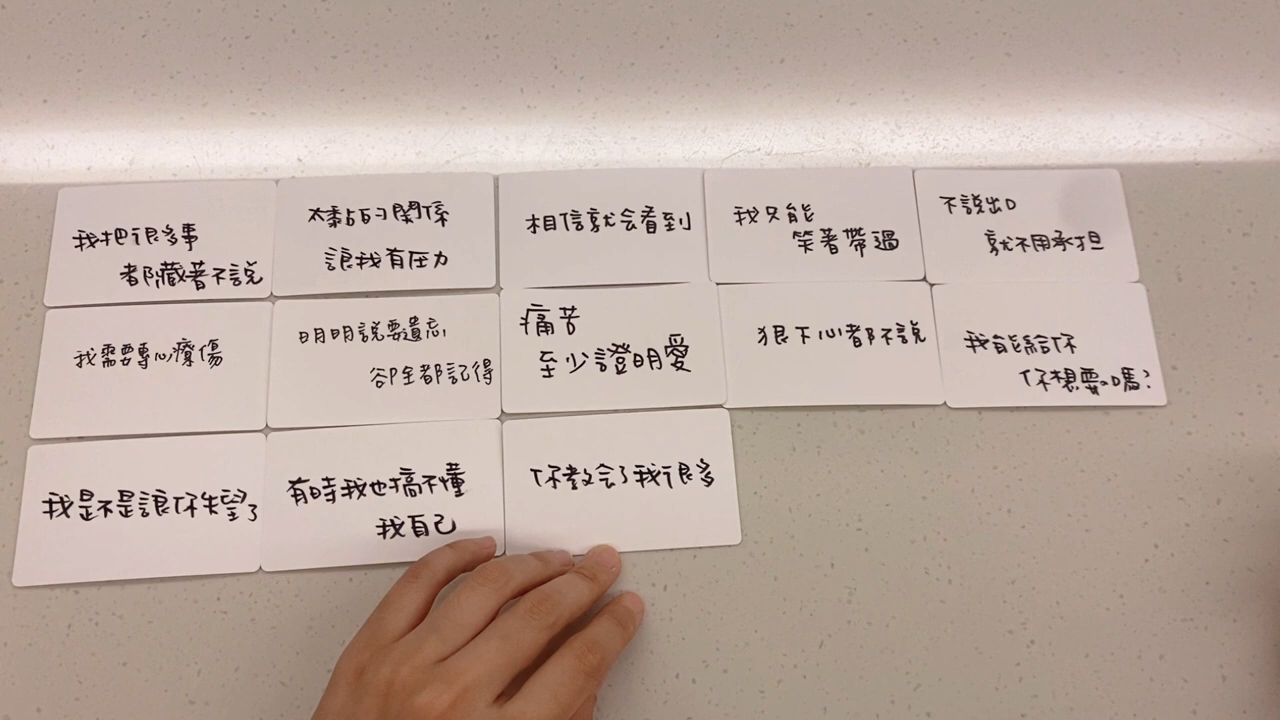 我把很多事
都藏著不說
太黏的關係
讓我有压力
相信就会看到
我只能
笑著帶過
不說出口
就不用承担
我需要專心療傷
明明說要遺忘
卻全都記得
痛苦
至少證明愛
狠下心都不說
我能給你
你想要的嗎?
我是不是讓你失望了
有時我也搞不懂
我自己
你教会了我很多